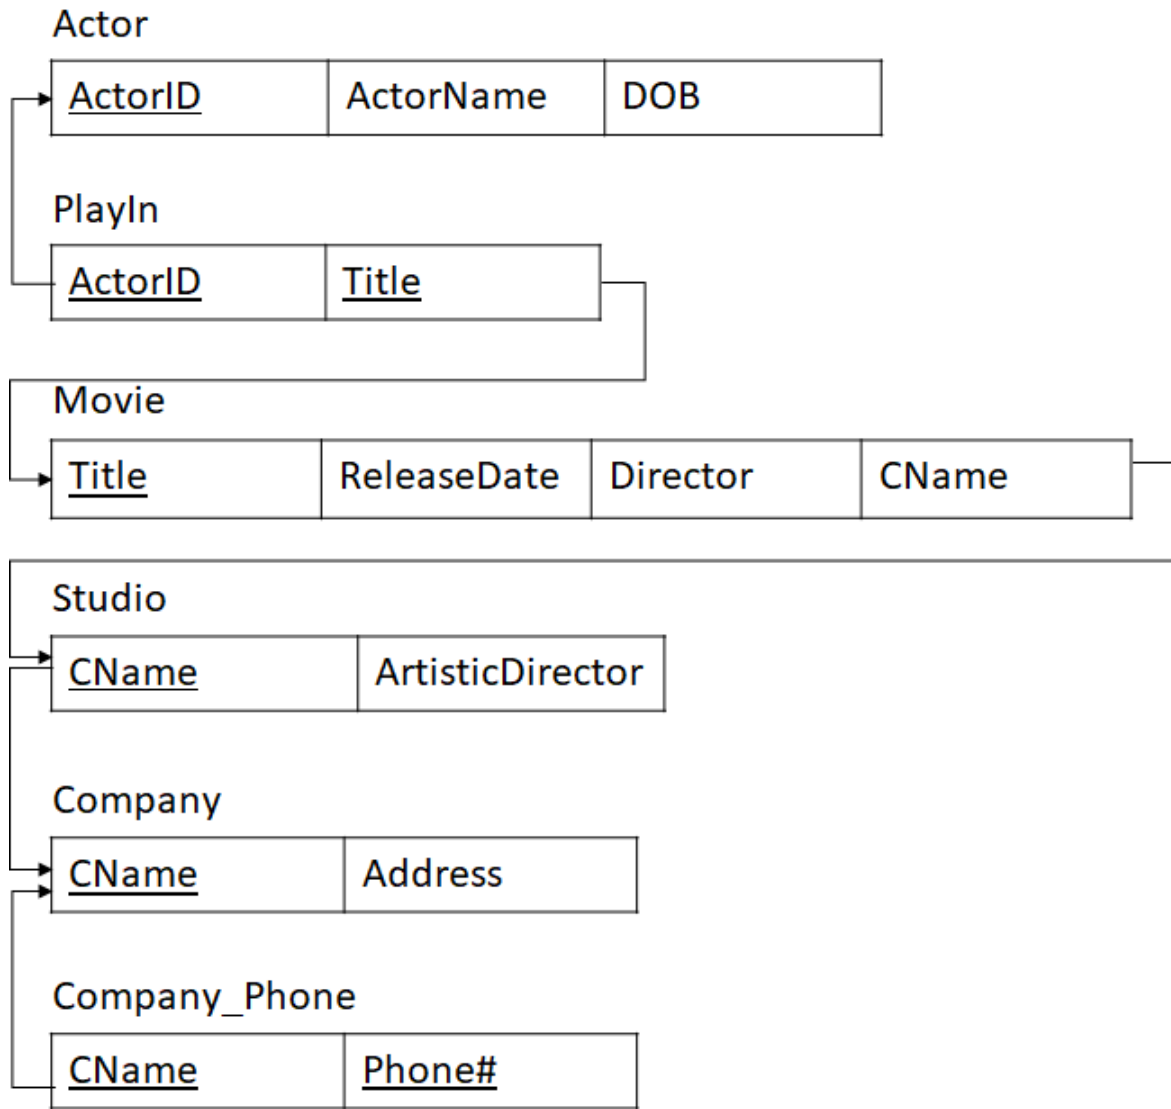 Actor
ActorID ActorName DOB
PlayIn
ActorID Title
Movie
Title ReleaseDate Director CName
Studio
CName ArtisticDirector
Company
CName Address
Company_Phone
CName Phone#